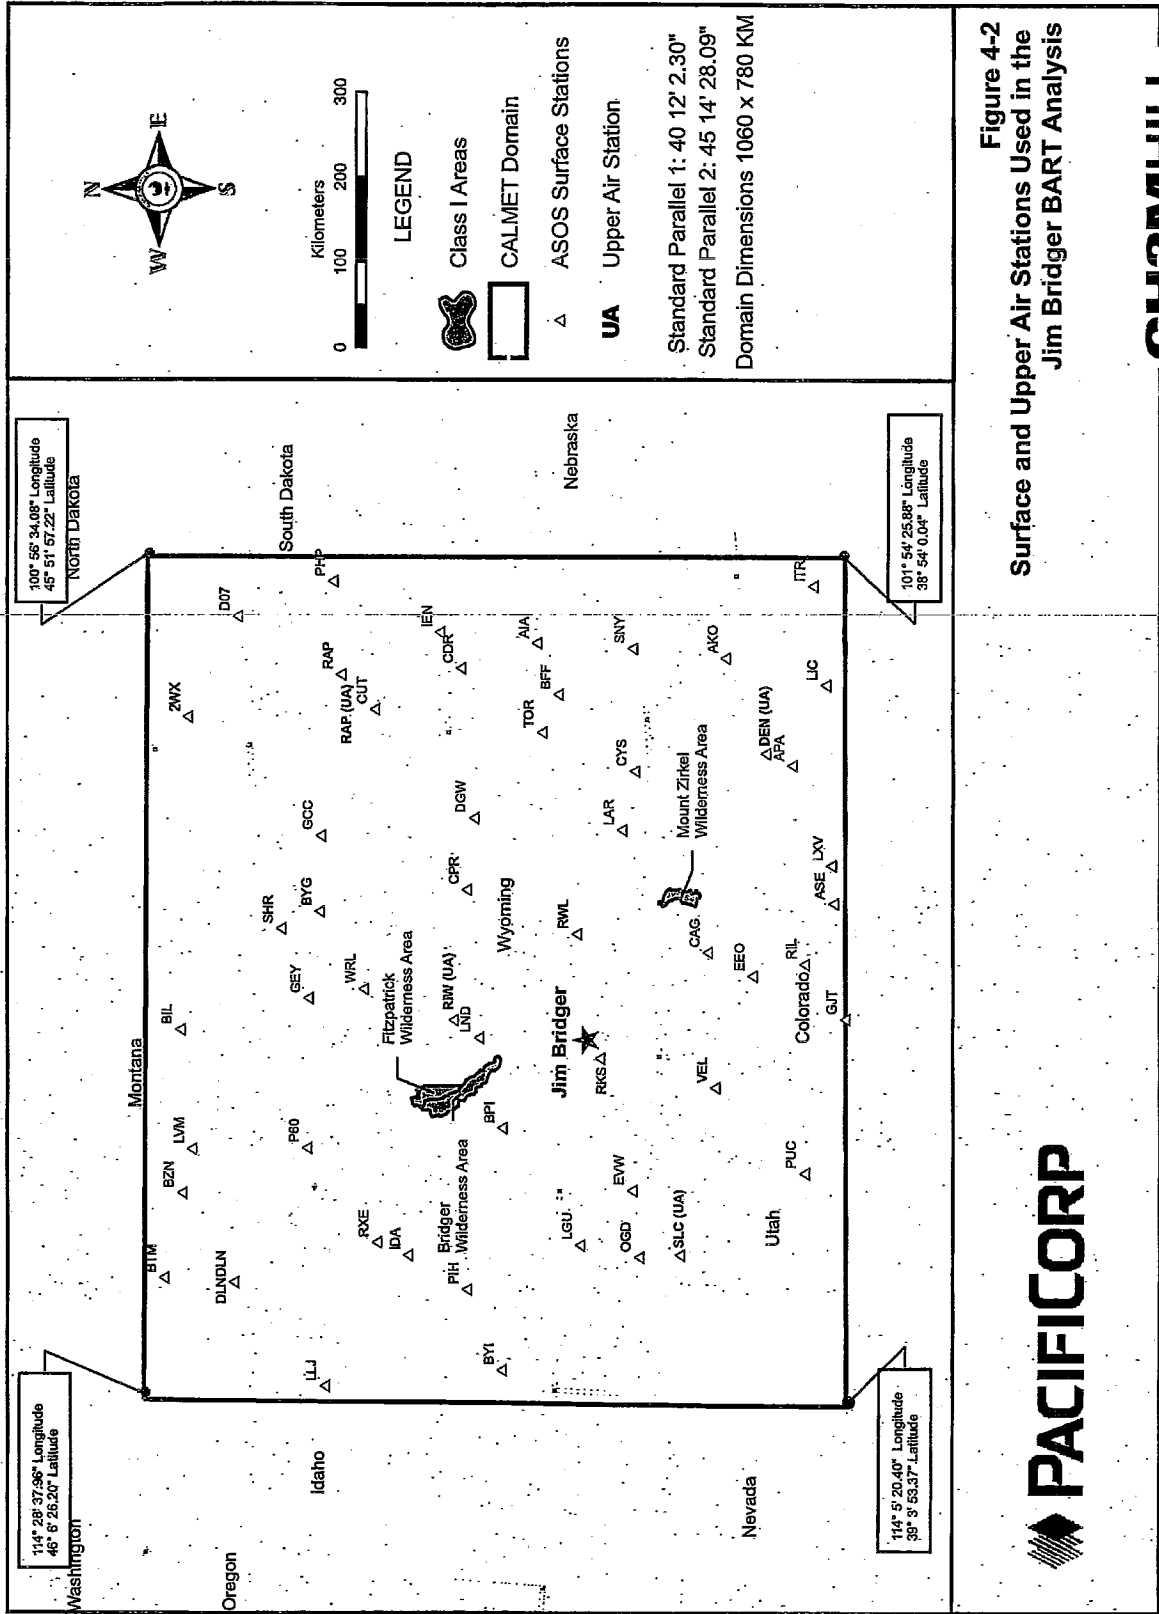 114° 28' 37.96" Longitude
46° 6' 26.20" Latitude
100° 56' 34.08" Longitude
45° 51' 57.22" Latitude
Washington
North Dakota
Montana
BTM
BZN
LVM
BIL
2WX
Oregon
DLNDLN
D07
SHR
South Dakota
Idaho
LLJ
P60
GEY
BYG
GCC
PHP
RXE
WRL
RAP
RAP (UA)
CUT
IDA
Fitzpatrick
Wilderness Area
Bridger
Wilderness Area
PIH
RIW (UA)
LND
CPR
DGW
CDR
IEN
BYI
BPI
Wyoming
TOR
BFF
AIA
Nebraska
Jim Bridger
LGU
RKS
RWL
LAR
CYS
SNY
OGD
EVW
SLC (UA)
Mount Zirkel
Wilderness Area
VEL
CAG
AKO
Nevada
Utah
EEO
DEN (UA)
APA
PUC
Colorado
RIL
GJT
ASE
LXV
LIC
ITR
114° 5' 20.40" Longitude
39° 3' 53.37" Latitude
101° 54' 25.88" Longitude
38° 54' 0.04" Latitude
N
W
E
S
Kilometers
0 100 200 300
LEGEND
Class I Areas
CALMET Domain
ASOS Surface Stations
UA Upper Air Station
Standard Parallel 1: 40 12' 2.30"
Standard Parallel 2: 45 14' 28.09"
Domain Dimensions 1060 x 780 KM
PACIFICORP
Figure 4-2
Surface and Upper Air Stations Used in the
Jim Bridger BART Analysis